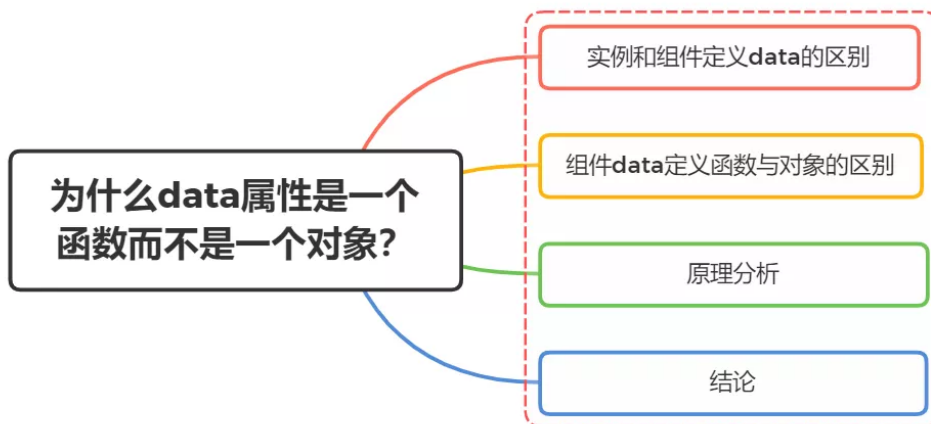 为什么data属性是一个
函数而不是一个对象？
实例和组件定义data的区别
组件data定义函数与对象的区别
原理分析
结论